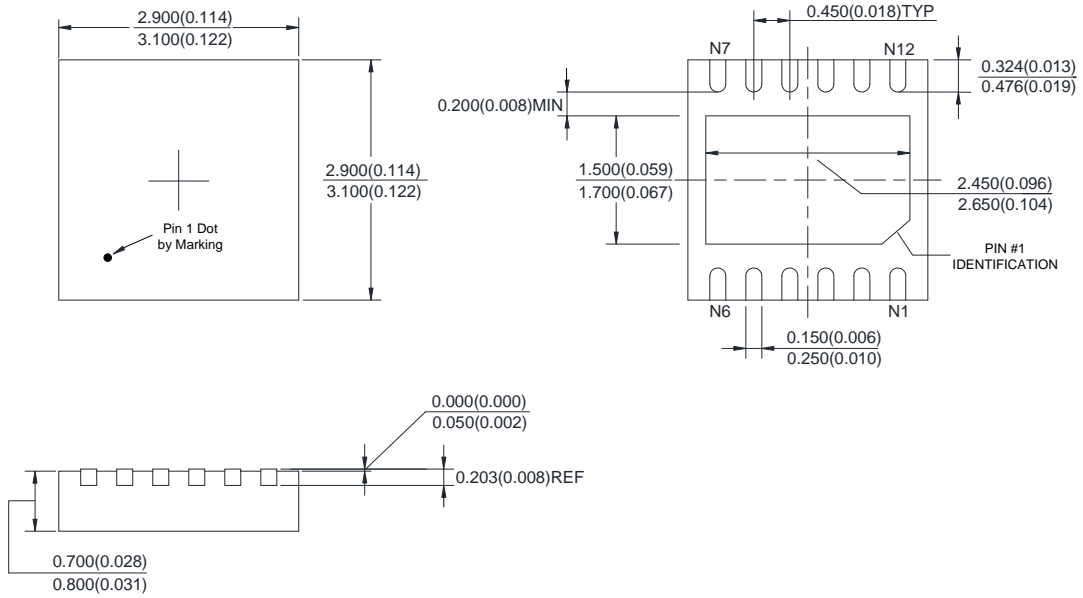 2.900(0.114)
3.100(0.122)
2.900(0.114)
3.100(0.122)
Pin 1 Dot
by Marking
0.450(0.018)TYP
N7
N12
0.324(0.013)
0.476(0.019)
0.200(0.008)MIN
1.500(0.059)
1.700(0.067)
2.450(0.096)
2.650(0.104)
PIN #1
IDENTIFICATION
N6
N1
0.150(0.006)
0.250(0.010)
0.000(0.000)
0.050(0.002)
0.203(0.008)REF
0.700(0.028)
0.800(0.031)